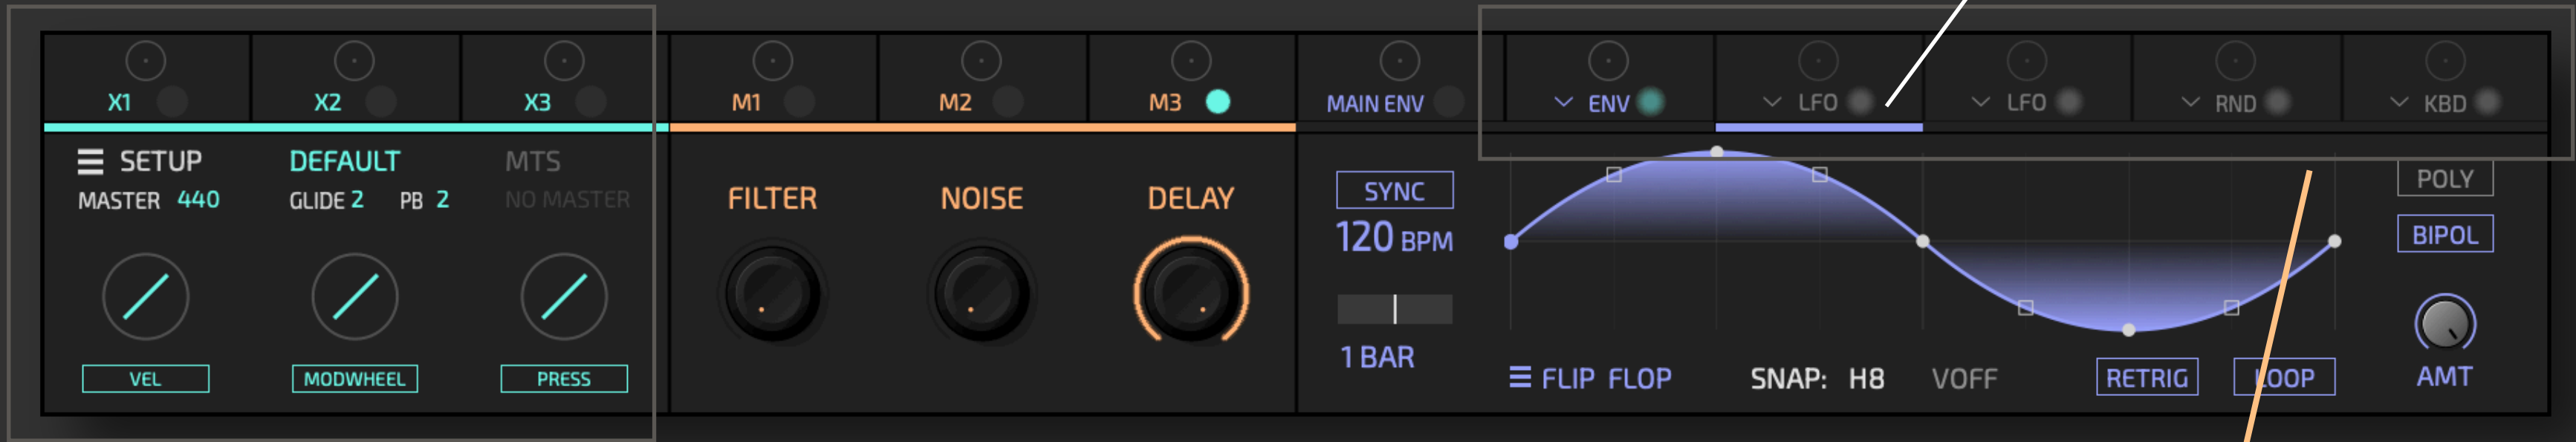 X1 X2 X3 M1 M2 M3 MAIN ENV ENV LFO LFO RND KBD
SETUP DEFAULT MTS
MASTER 440 GLIDE 2 PB 2 NO MASTER
FILTER NOISE DELAY
SYNC
120 BPM
1 BAR
POLY
BIPOL
VEL MODWHEEL PRESS
FLIP FLOP SNAP: H8 VOFF RETRIG LOOP AMT